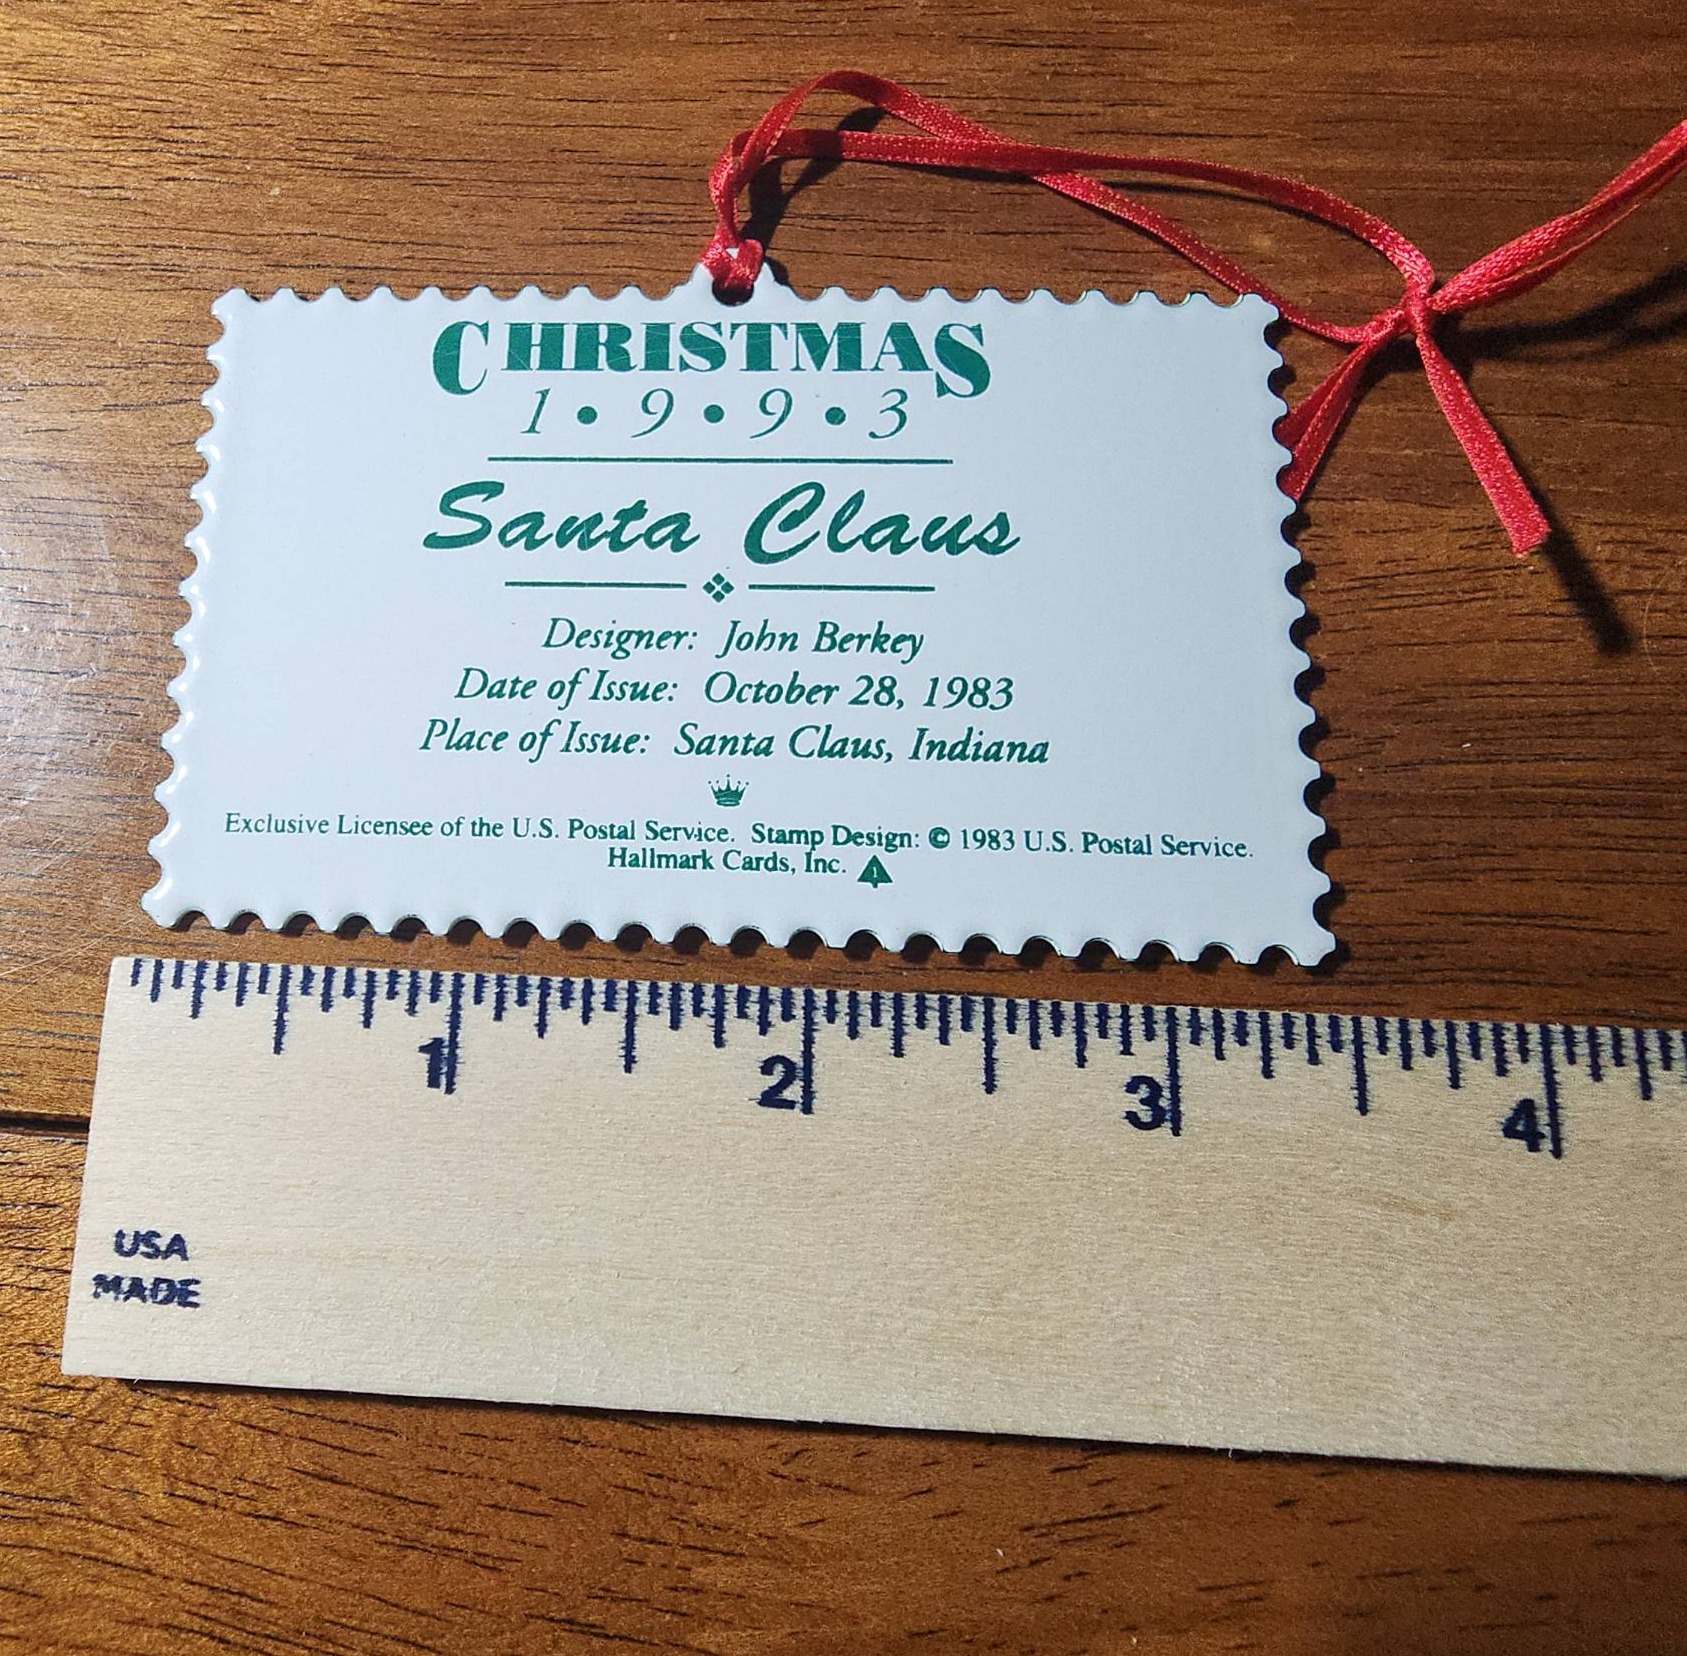 CHRISTMAS
1•9•9•3
Santa Claus
Designer: John Berkey
Date of Issue: October 28, 1983
Place of Issue: Santa Claus, Indiana
Exclusive Licensee of the U.S. Postal Service. Stamp Design: © 1983 U.S. Postal Service.
Hallmark Cards, Inc. 1
1 2 3 4
USA
MADE